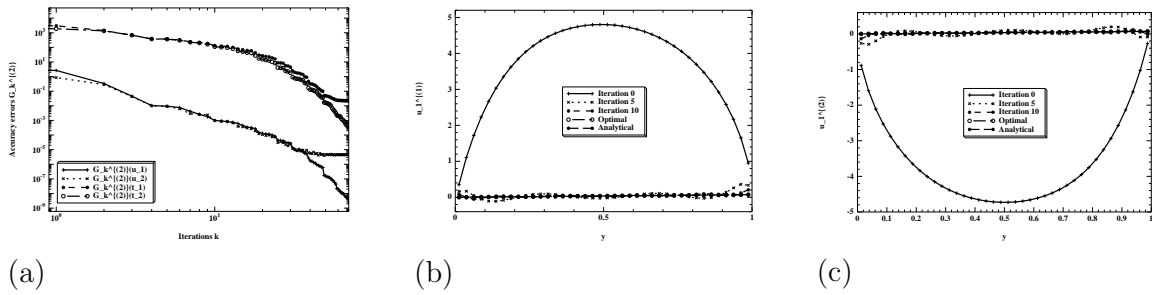 10^3
10^1
10^-1
10^-3
10^-5
10^-7
10^-9
Accuracy errors G_k^{(2)}
G_k^{(2)}(u_1)
G_k^{(2)}(u_2)
G_k^{(2)}(t_1)
G_k^{(2)}(t_2)
10^0
10^1
Iterations k
(a)
5
4
3
2
1
0
u_1^{(1)}
Iteration 0
Iteration 5
Iteration 10
Optimal
Analytical
0
0.5
1
y
(b)
0
-1
-2
-3
-4
-5
u_1^{(2)}
Iteration 0
Iteration 5
Iteration 10
Optimal
Analytical
0 0.1 0.2 0.3 0.4 0.5 0.6 0.7 0.8 0.9 1
y
(c)